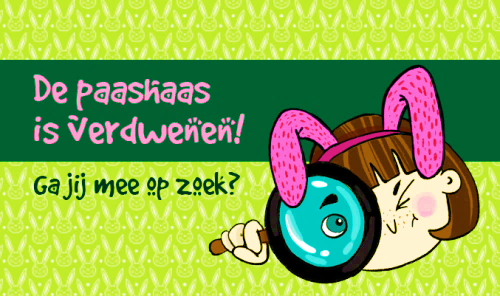 De paashaas
is verdwenen!
Ga jij mee op zoek?